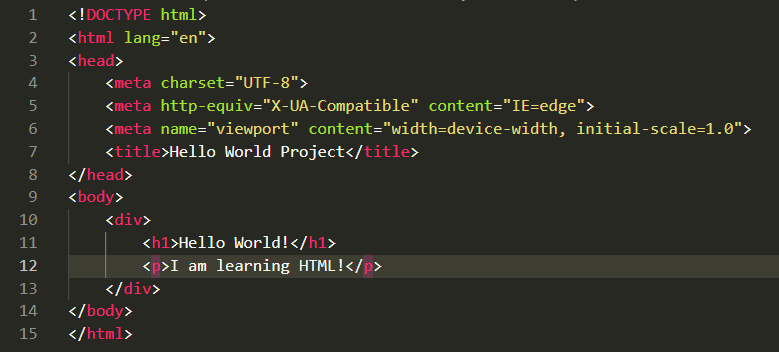 1 <!DOCTYPE html>
2 <html lang="en">
3 <head>
4     <meta charset="UTF-8">
5     <meta http-equiv="X-UA-Compatible" content="IE=edge">
6     <meta name="viewport" content="width=device-width, initial-scale=1.0">
7     <title>Hello World Project</title>
8 </head>
9 <body>
10     <div>
11         <h1>Hello World!</h1>
12         <p>I am learning HTML!</p>
13     </div>
14 </body>
15 </html>